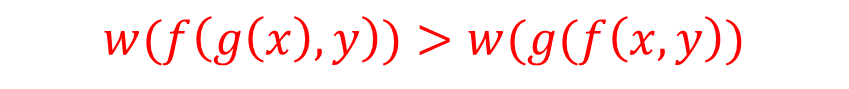 w(f(g(x), y)) > w(g(f(x, y))